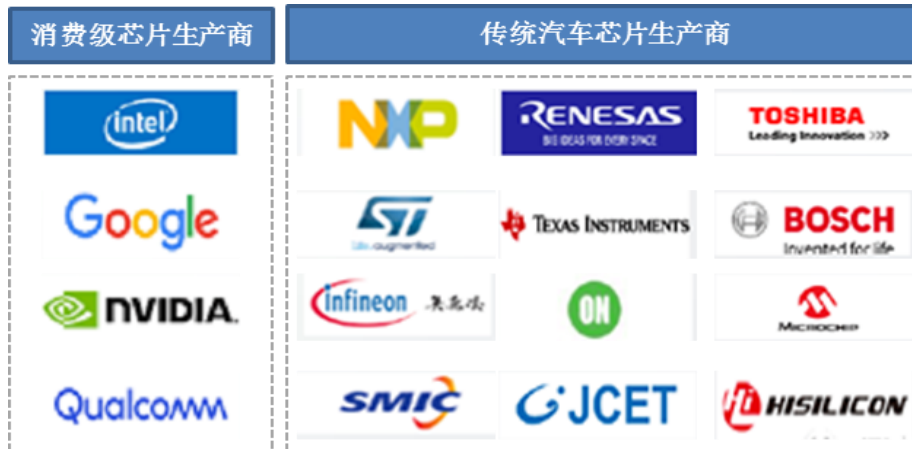 消费级芯片生产商
传统汽车芯片生产商
intel
NXP
RENESAS
BIG IDEAS FOR EVERY SPACE
TOSHIBA
Leading Innovation >>>
Google
ST
life.augmented
TEXAS INSTRUMENTS
BOSCH
Invented for life
NVIDIA.
infineon
ON
MICROCHIP
Qualcomm
SMIC
JCET
Hi HISILICON